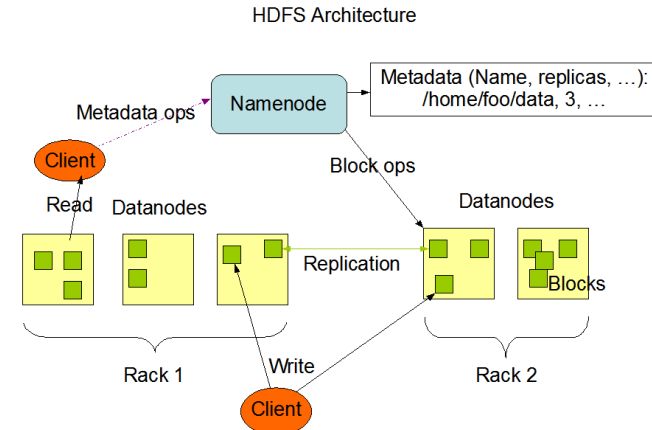 HDFS Architecture
Metadata (Name, replicas, …):
/home/foo/data, 3, …
Namenode
Metadata ops
Client
Block ops
Read
Datanodes
Datanodes
Replication
Blocks
Rack 1
Write
Rack 2
Client